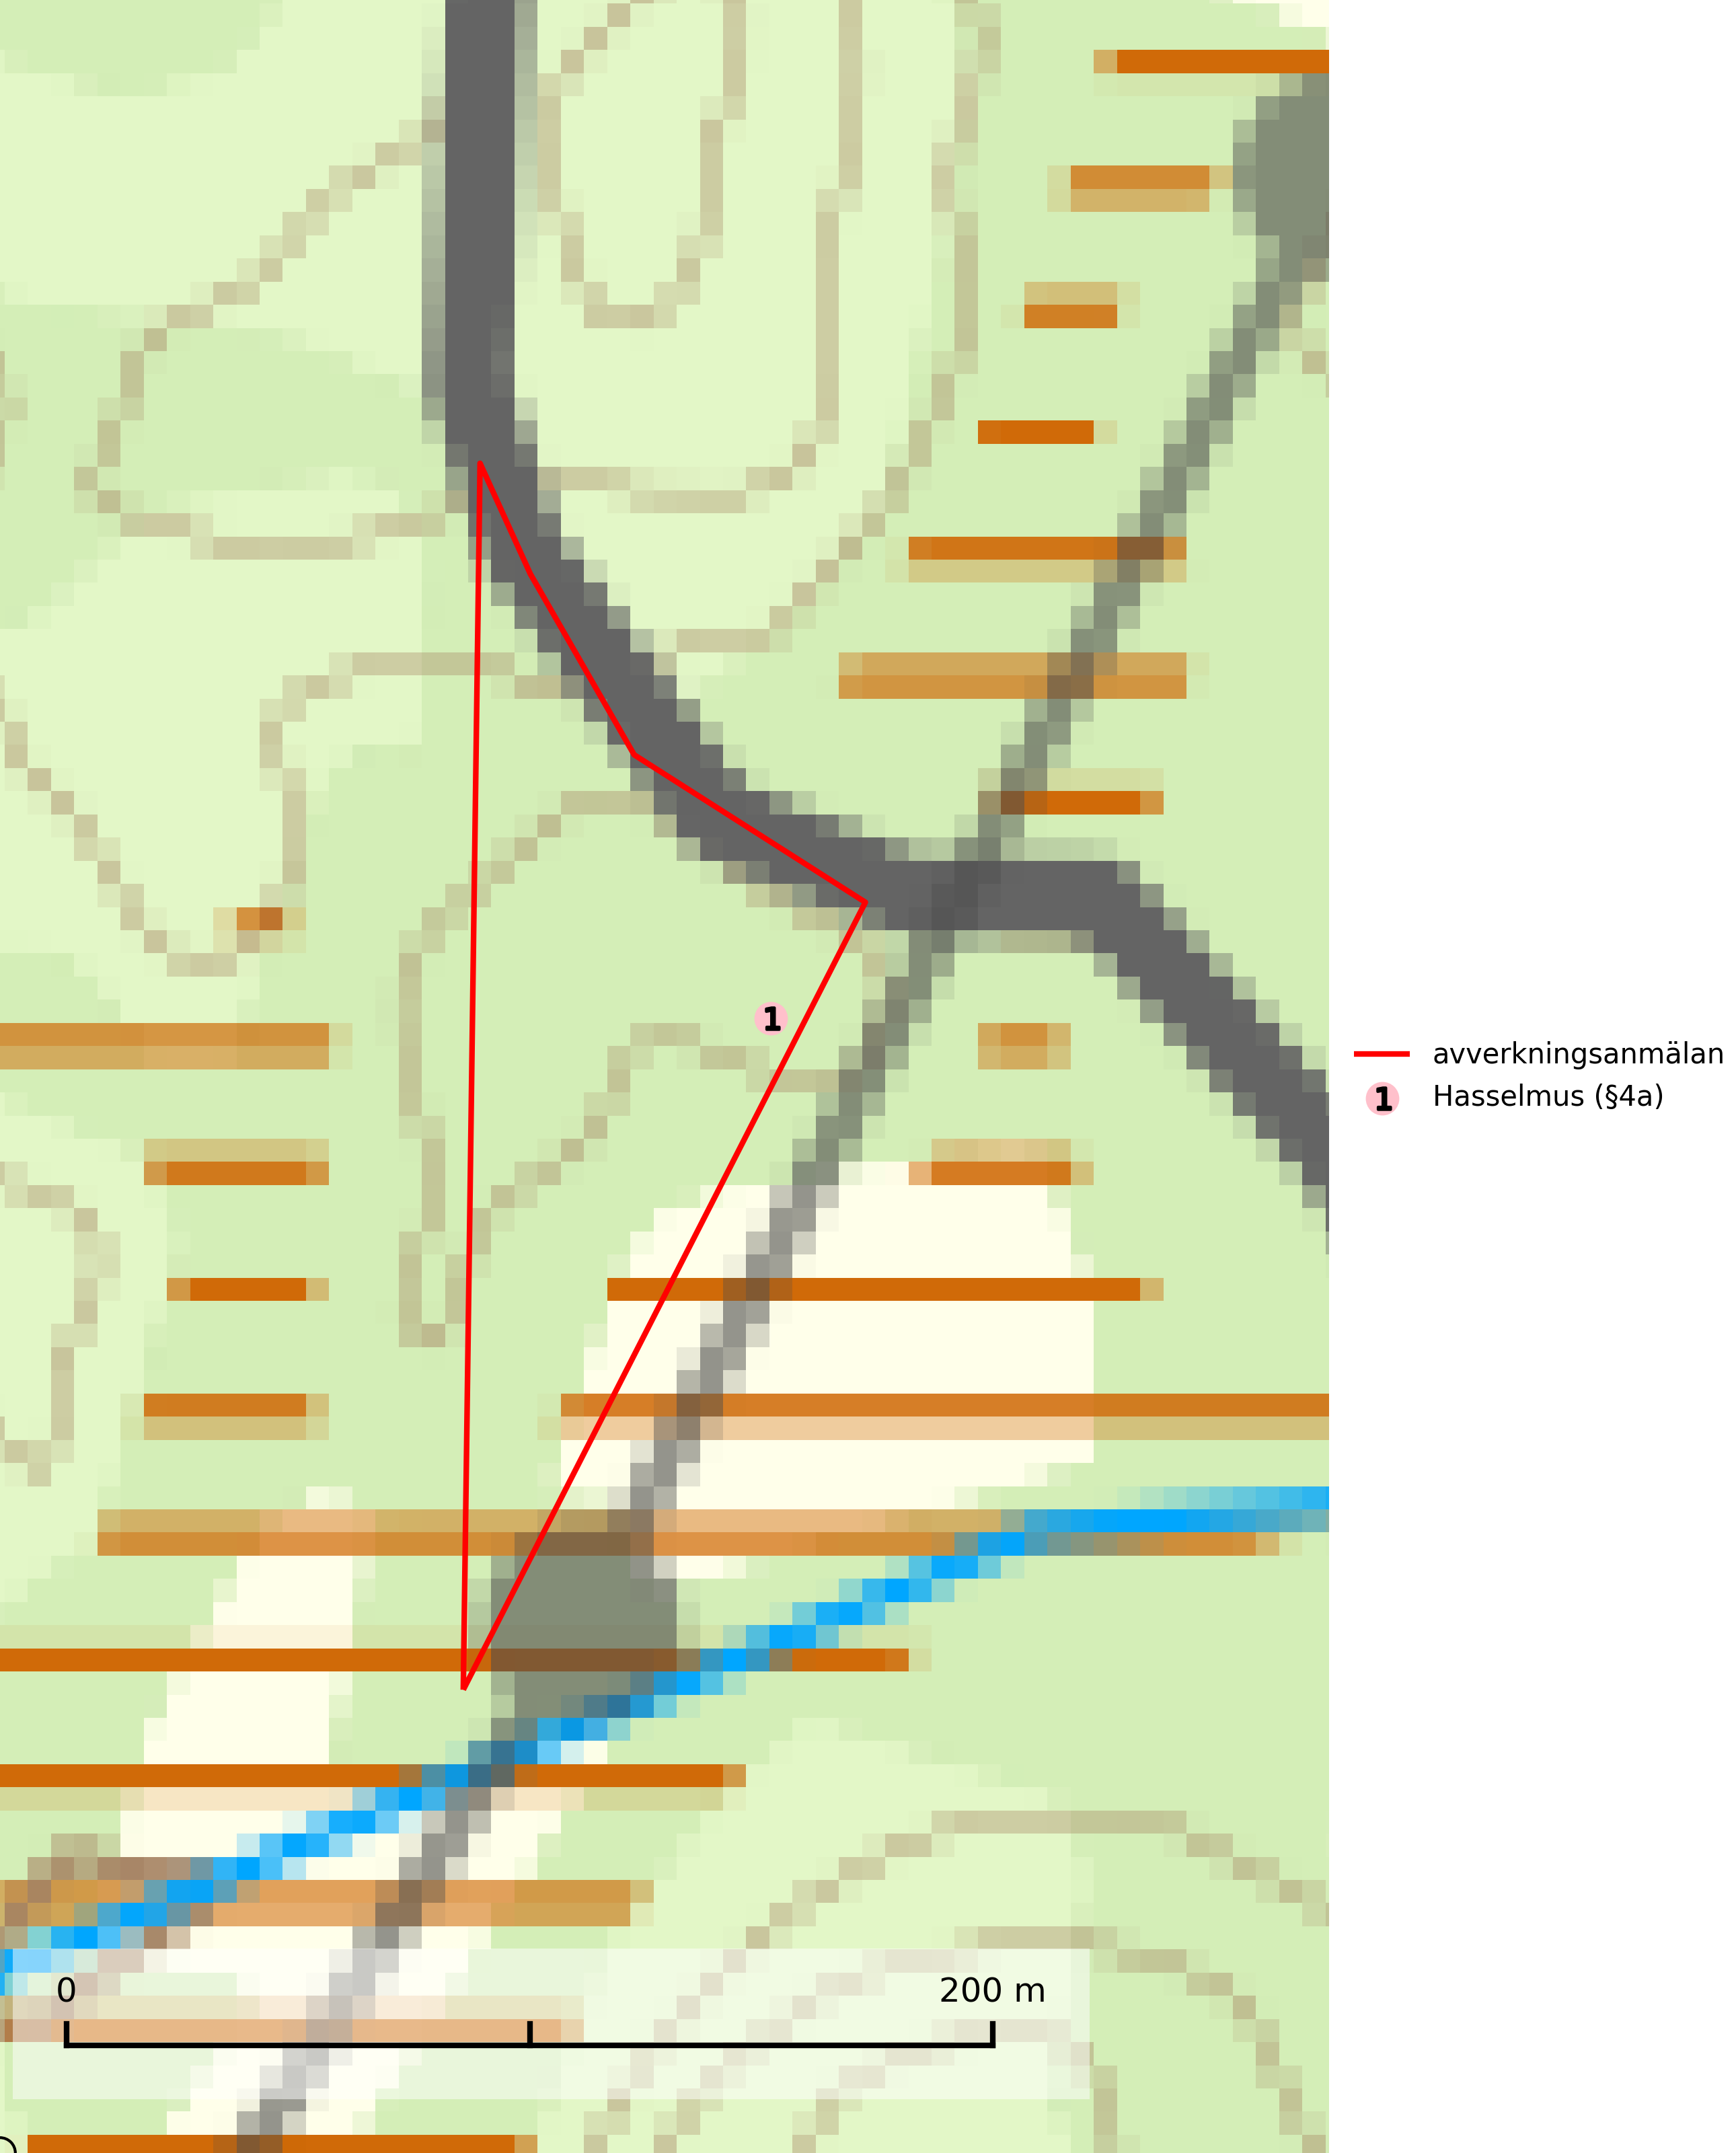 avverkningsanmälan
1 Hasselmus (§4a)
1
0 200 m